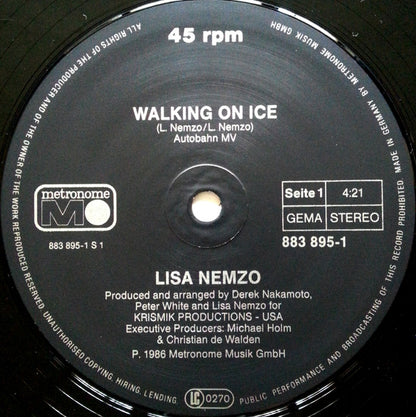 45 rpm
WALKING ON ICE
(L. Nemzo/L. Nemzo)
Autobahn MV
metronome
M
883 895-1 S 1
Seite 1 4:21
GEMA STEREO
883 895-1
LISA NEMZO
Produced and arranged by Derek Nakamoto,
Peter White and Lisa Nemzo for
KRISMIK PRODUCTIONS - USA
Executive Producers: Michael Holm
& Christian de Walden
P. 1986 Metronome Musik GmbH
LC 0270
ALL RIGHTS OF THE PRODUCER AND OF THE OWNER OF THE WORK REPRODUCED RESERVED. UNAUTHORISED COPYING, HIRING, LENDING, PUBLIC PERFORMANCE AND BROADCASTING OF THIS RECORD PROHIBITED. MADE IN GERMANY BY METRONOME MUSIK GMBH